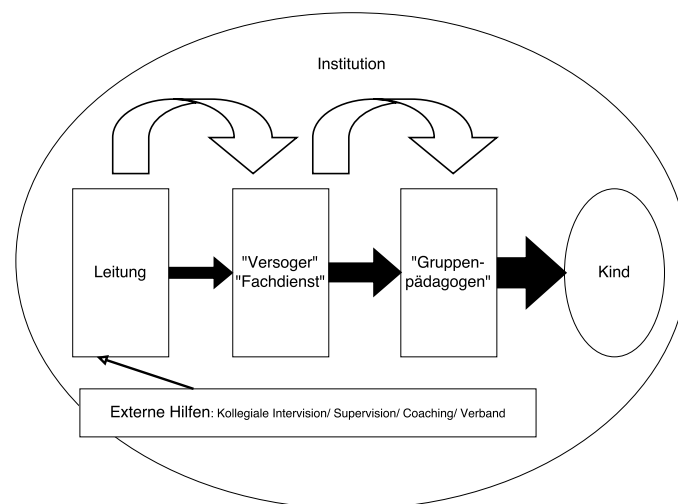 Institution
Leitung
"Versoger"
"Fachdienst"
"Gruppen-
pädagogen"
Kind
Externe Hilfen: Kollegiale Intervision/ Supervision/ Coaching/ Verband